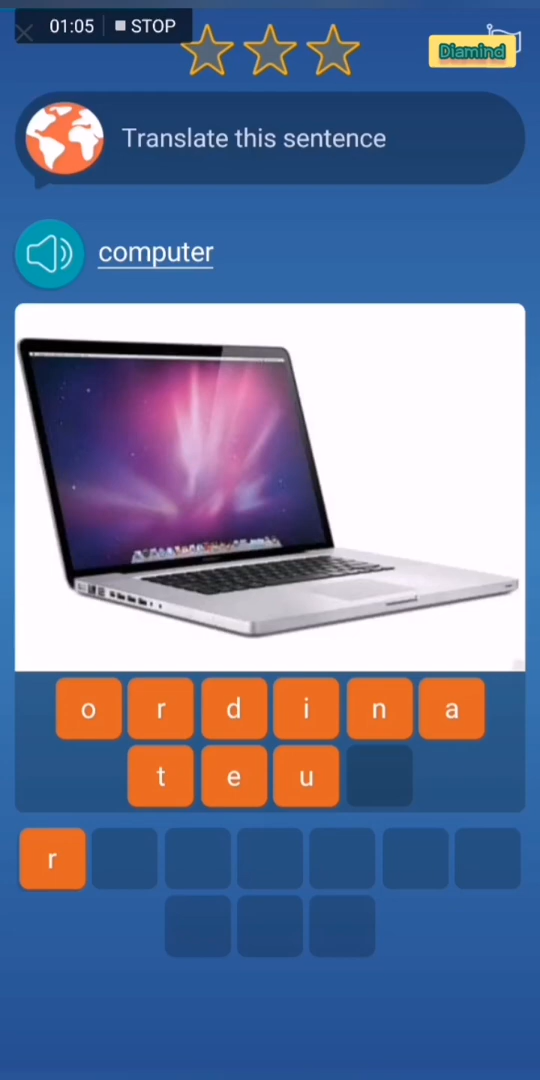 01:05 STOP
Diamind
Translate this sentence
computer
o r d i n a
t e u
r